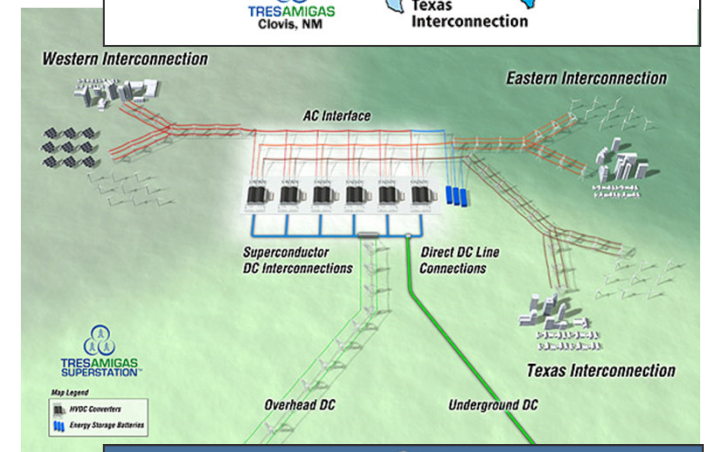 TRESAMIGAS
Clovis, NM
Texas
Interconnection
Western Interconnection
Eastern Interconnection
AC Interface
Superconductor
DC Interconnections
Direct DC Line
Connections
TRESAMIGAS
SUPERSTATION™
Texas Interconnection
Map Legend
HVDC Converters
Energy Storage Batteries
Overhead DC
Underground DC